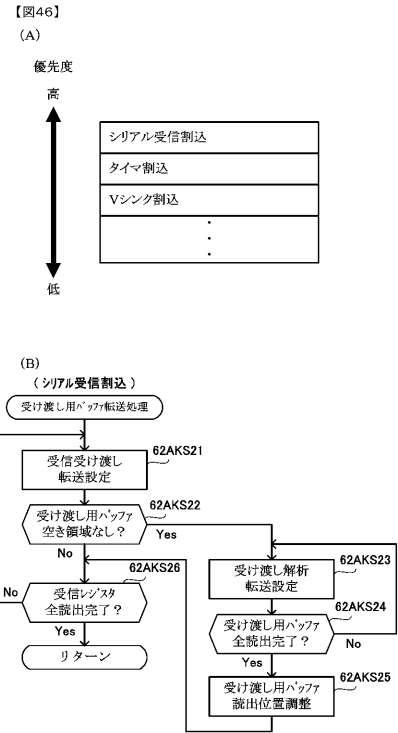 【図46】
(A)
優先度
高
シリアル受信割込
タイマ割込
Vシンク割込
低
(B)
(シリアル受信割込)
受け渡し用バッファ転送処理
62AKS21
受信受け渡し
転送設定
62AKS22
受け渡し用バッファ
空き領域なし?
Yes
No
62AKS26
受信レジスタ
全読出完了?
No
Yes
リターン
62AKS23
受け渡し解析
転送設定
62AKS24
受け渡し用バッファ
全読出完了?
No
Yes
62AKS25
受け渡し用バッファ
読出位置調整